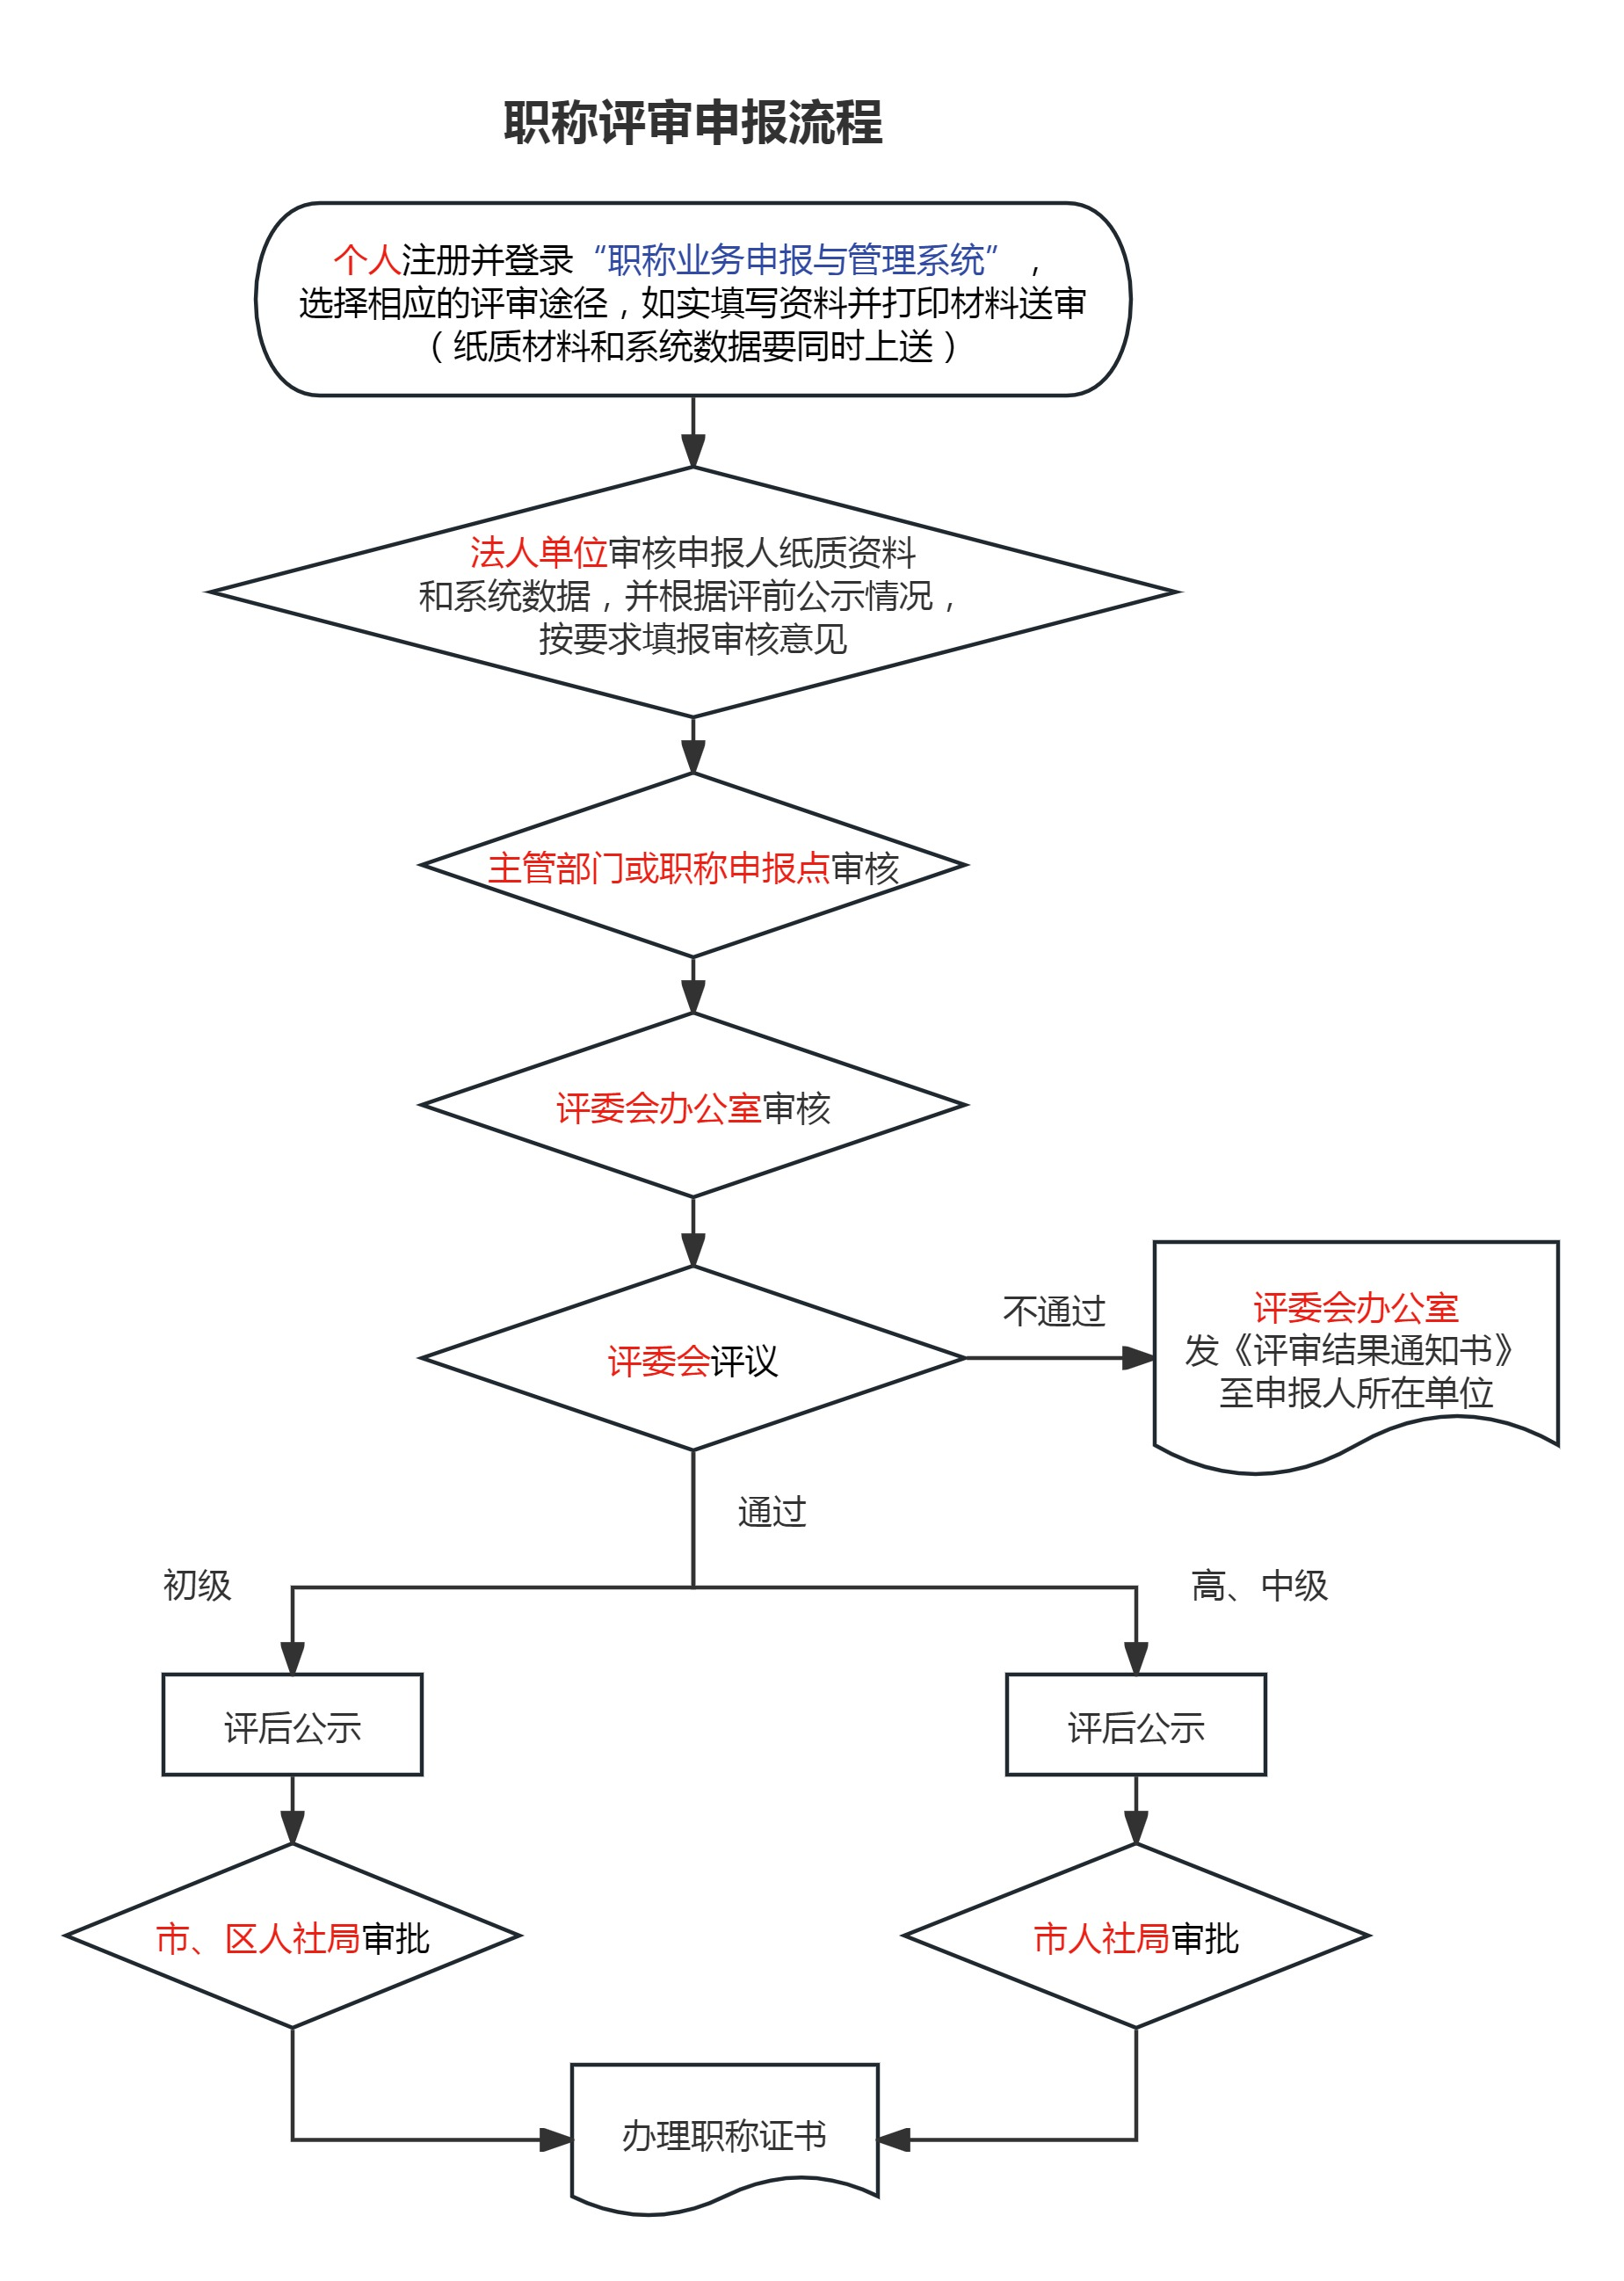 职称评审申报流程
个人注册并登录“职称业务申报与管理系统”，
选择相应的评审途径，如实填写资料并打印材料送审
（纸质材料和系统数据要同时上送）
法人单位审核申报人纸质资料
和系统数据，并根据评前公示情况，
按要求填报审核意见
主管部门或职称申报点审核
评委会办公室审核
评委会评议
不通过
评委会办公室
发《评审结果通知书》
至申报人所在单位
通过
初级
高、中级
评后公示
评后公示
市、区人社局审批
市人社局审批
办理职称证书